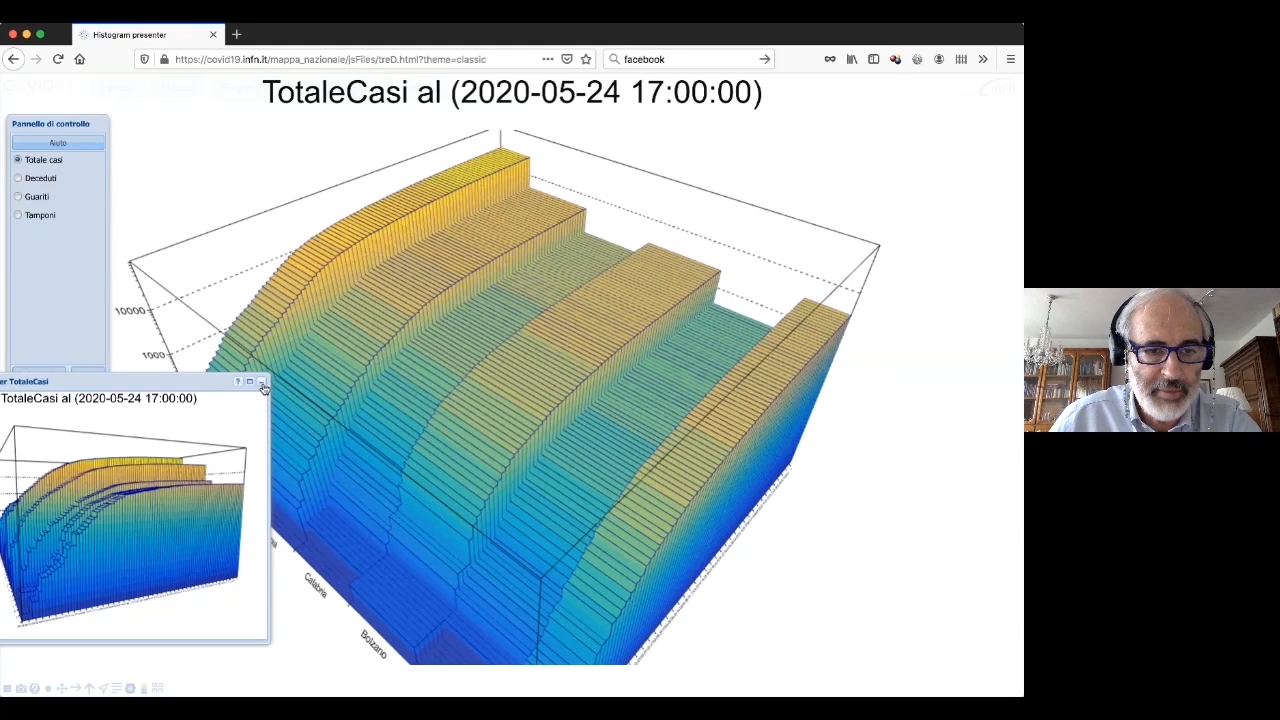 Histogram presenter
https://covid19.infn.it/mappa_nazionale/jsFiles/treD.html?theme=classic
facebook
TotaleCasi al (2020-05-24 17:00:00)
Pannello di controllo
Aiuto
Totale casi
Deceduti
Guariti
Tamponi
10000
1000
er TotaleCasi
TotaleCasi al (2020-05-24 17:00:00)
Calabria
Bolzano